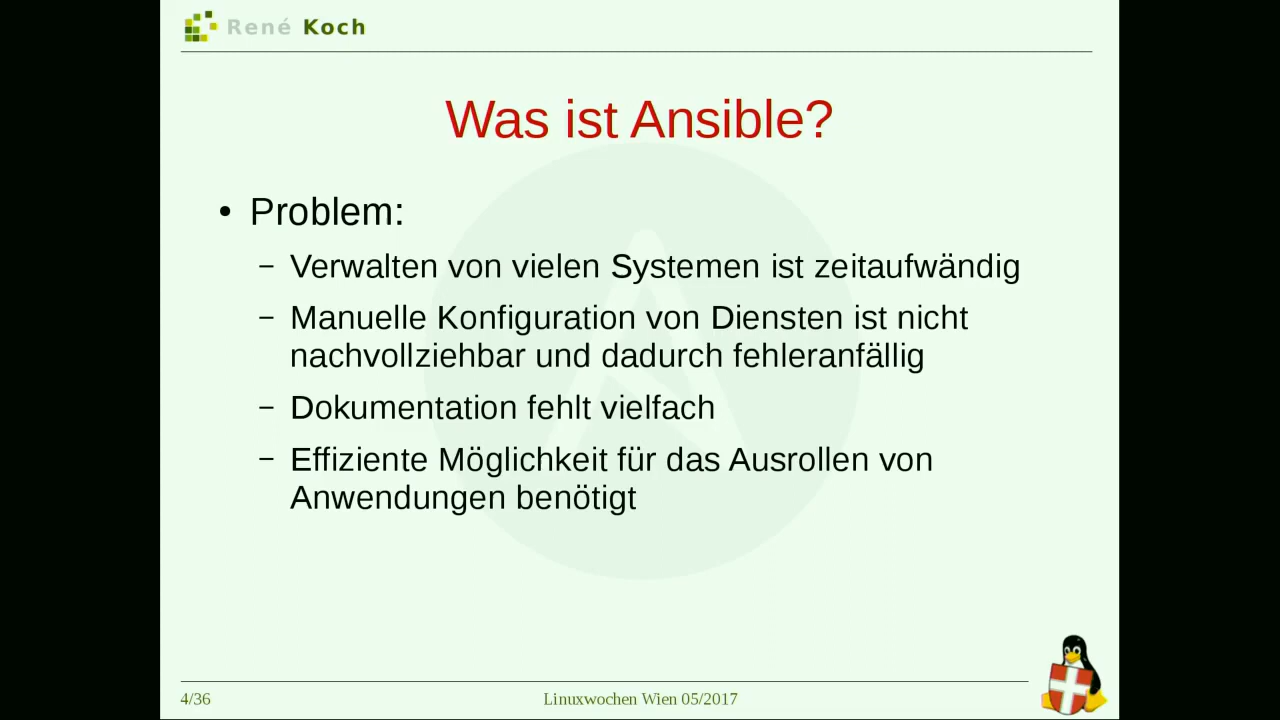 René Koch
Was ist Ansible?
• Problem:
– Verwalten von vielen Systemen ist zeitaufwändig
– Manuelle Konfiguration von Diensten ist nicht
nachvollziehbar und dadurch fehleranfällig
– Dokumentation fehlt vielfach
– Effiziente Möglichkeit für das Ausrollen von
Anwendungen benötigt
4/36
Linuxwochen Wien 05/2017